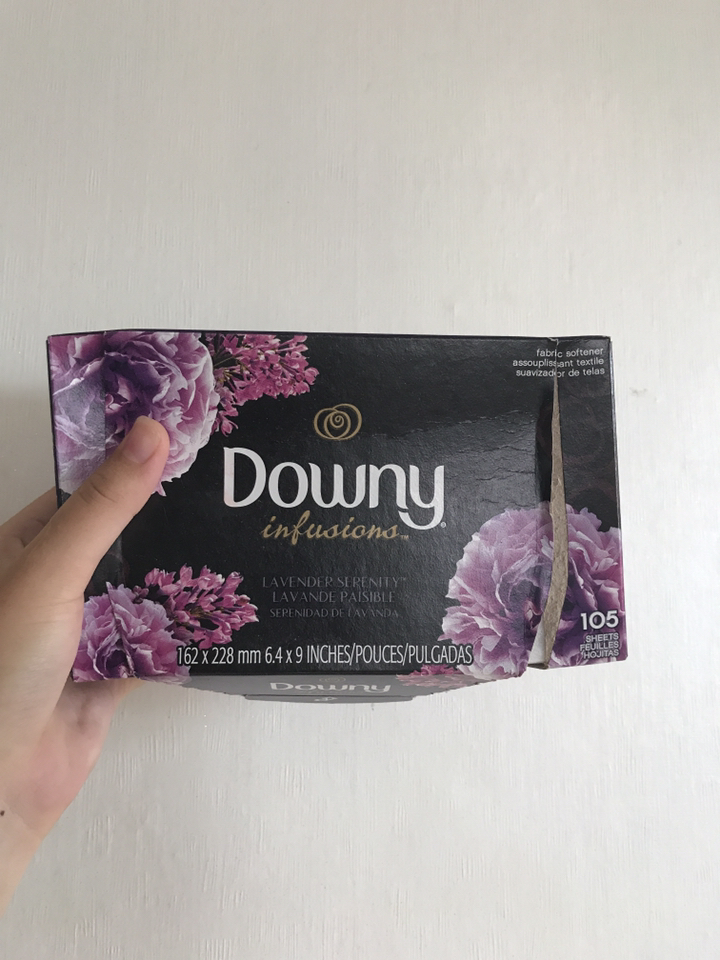 fabric softener
assouplissant textile
suavizador de telas
Downy®
infusions™
LAVENDER SERENITY*
LAVANDE PAISIBLE
SERENIDAD DE LAVANDA
105
SHEETS
FEUILLES
HOJITAS
162 x 228 mm 6.4 x 9 INCHES/POUCES/PULGADAS
Downy